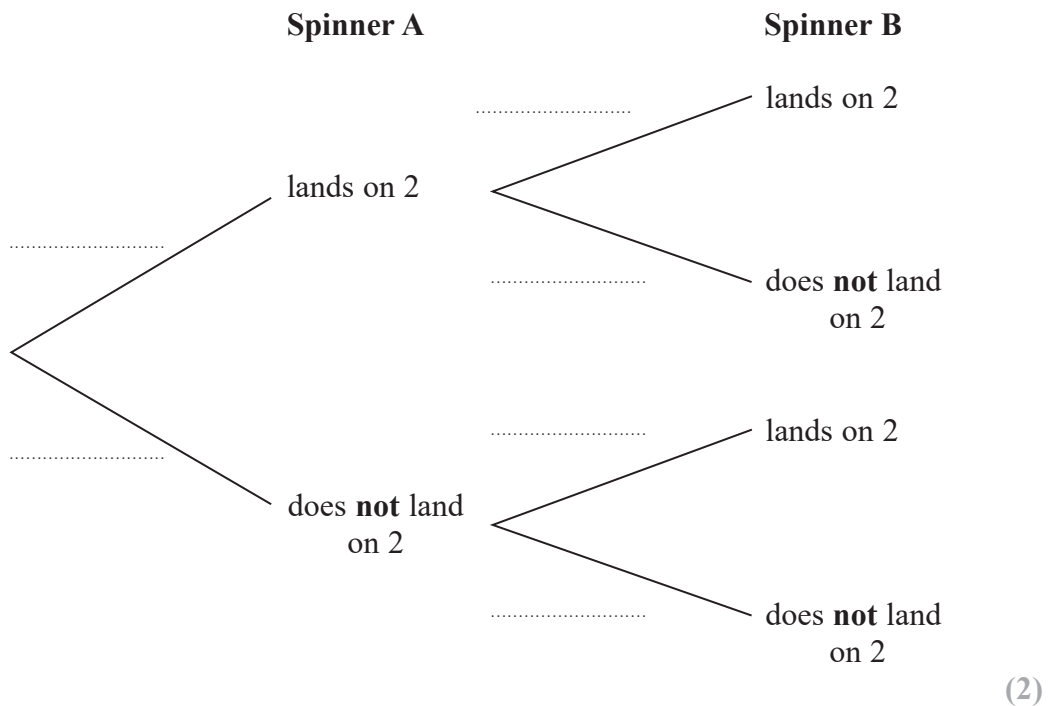 Spinner A
Spinner B
lands on 2
lands on 2
does not land
on 2
lands on 2
does not land
on 2
does not land
on 2
(2)